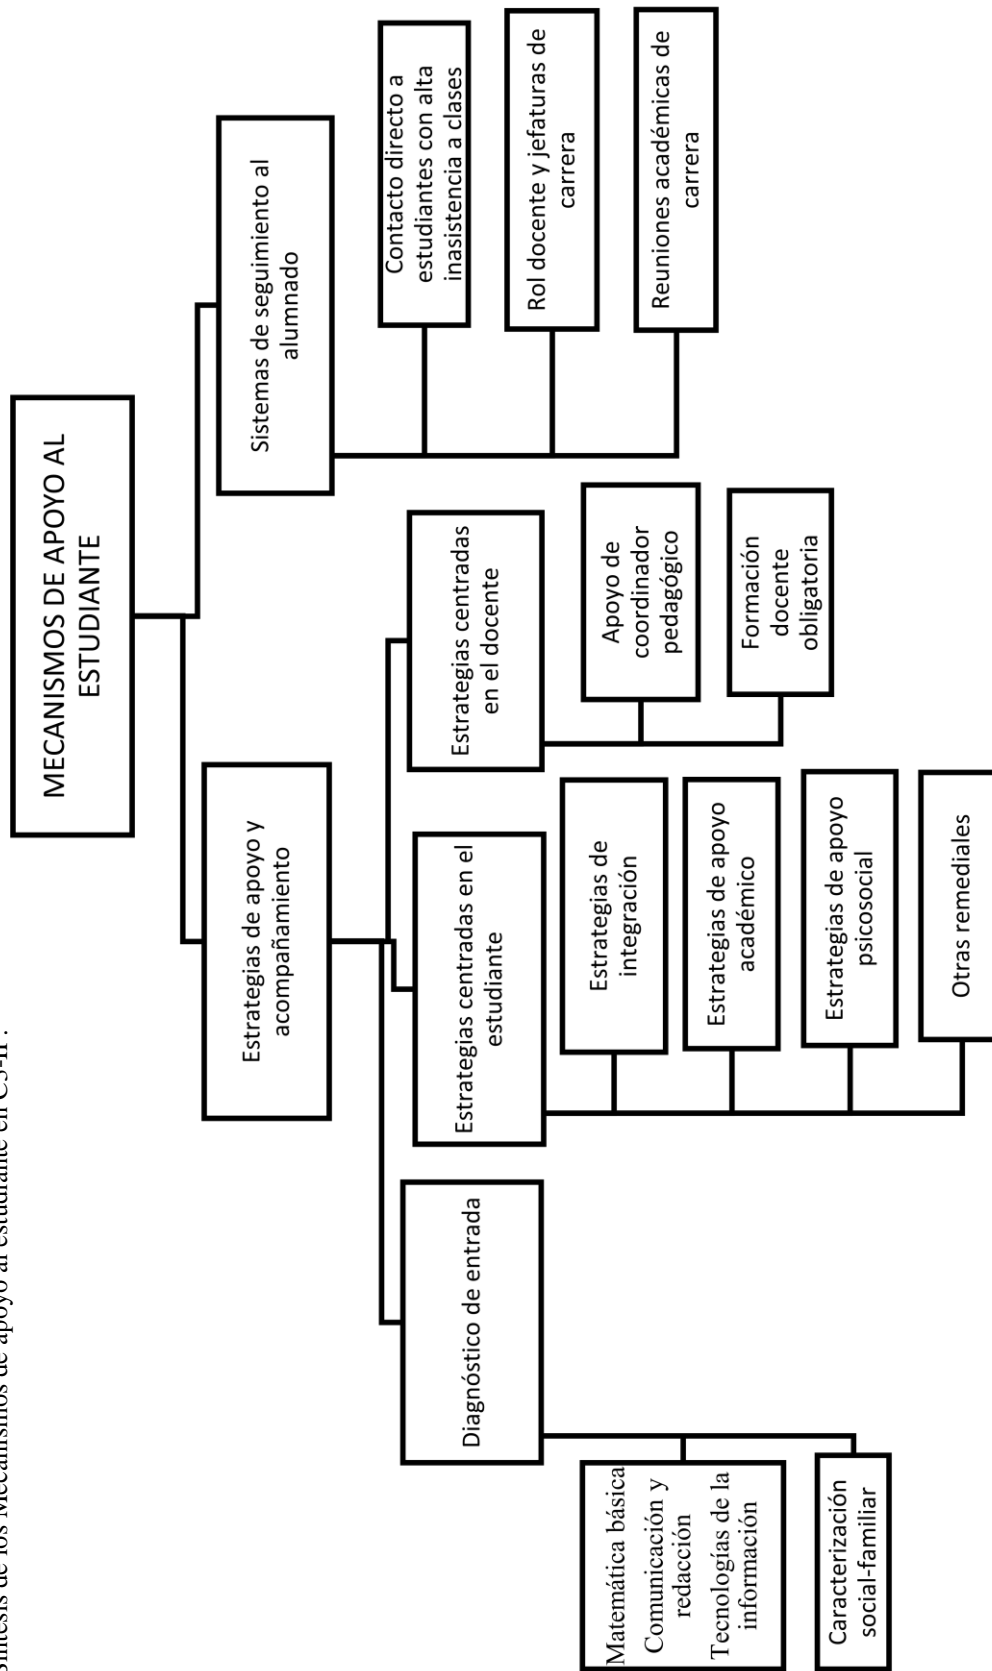 Síntesis de los Mecanismos de apoyo al estudiante en
MECANISMOS DE APOYO AL
ESTUDIANTE
Estrategias de apoyo y
acompañamiento
Sistemas de seguimiento al
alumnado
Diagnóstico de entrada
Estrategias centradas en el
estudiante
Estrategias centradas
en el docente
Matemática básica
Comunicación y
redacción
Tecnologías de la
información
Caracterización
social-familiar
Estrategias de
integración
Estrategias de apoyo
académico
Estrategias de apoyo
psicosocial
Otras remediales
Apoyo de
coordinador
pedagógico
Formación
docente
obligatoria
Contacto directo a
estudiantes con alta
inasistencia a clases
Rol docente y jefaturas de
carrera
Reuniones académicas de
carrera